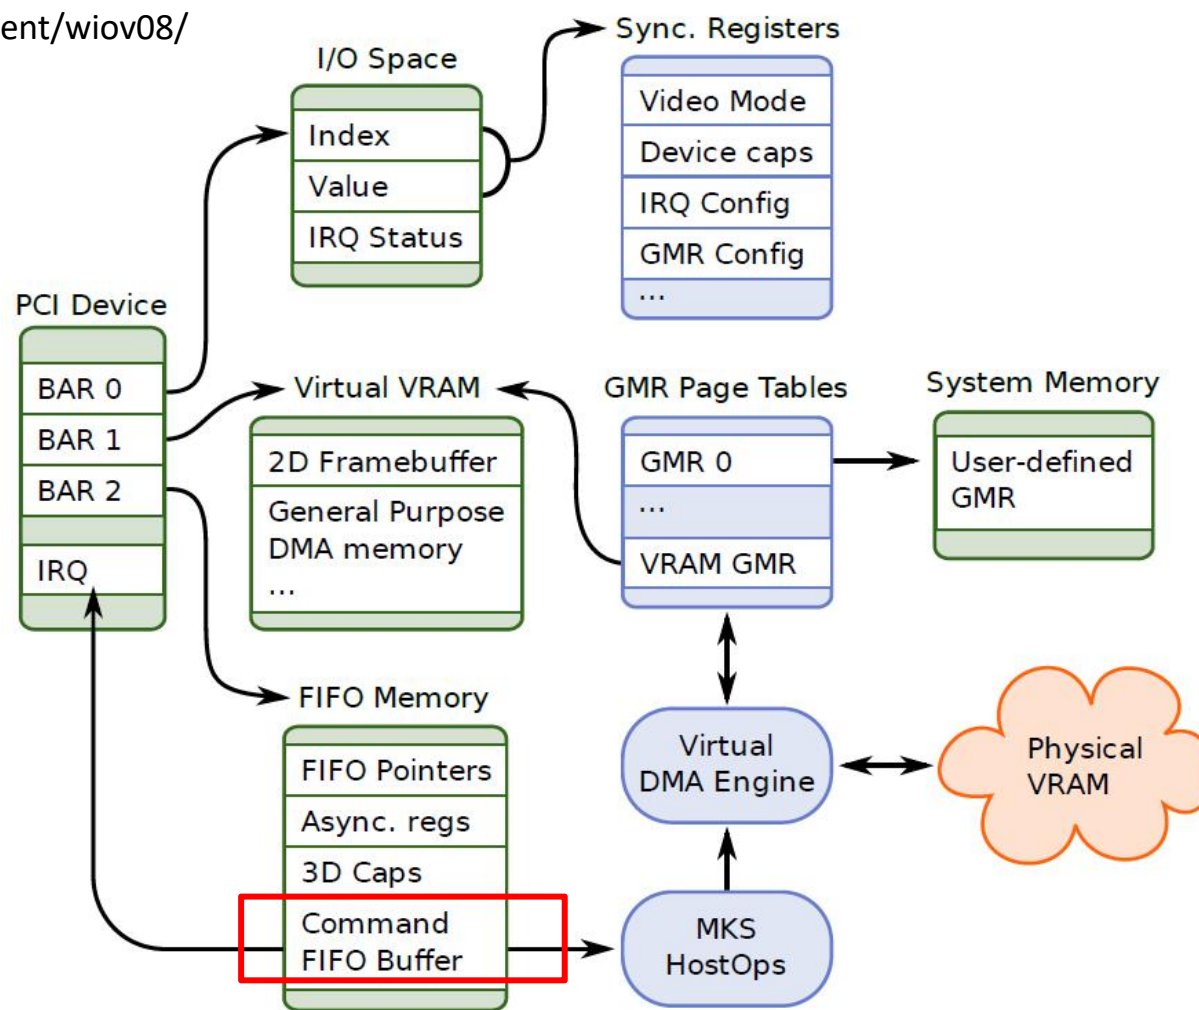 ent/wiov08/
I/O Space
Index
Value
IRQ Status
Sync. Registers
Video Mode
Device caps
IRQ Config
GMR Config
...
PCI Device
BAR 0
BAR 1
BAR 2
IRQ
Virtual VRAM
2D Framebuffer
General Purpose
DMA memory
...
GMR Page Tables
GMR 0
...
VRAM GMR
System Memory
User-defined
GMR
FIFO Memory
FIFO Pointers
Async. regs
3D Caps
Command
FIFO Buffer
Virtual
DMA Engine
Physical
VRAM
MKS
HostOps